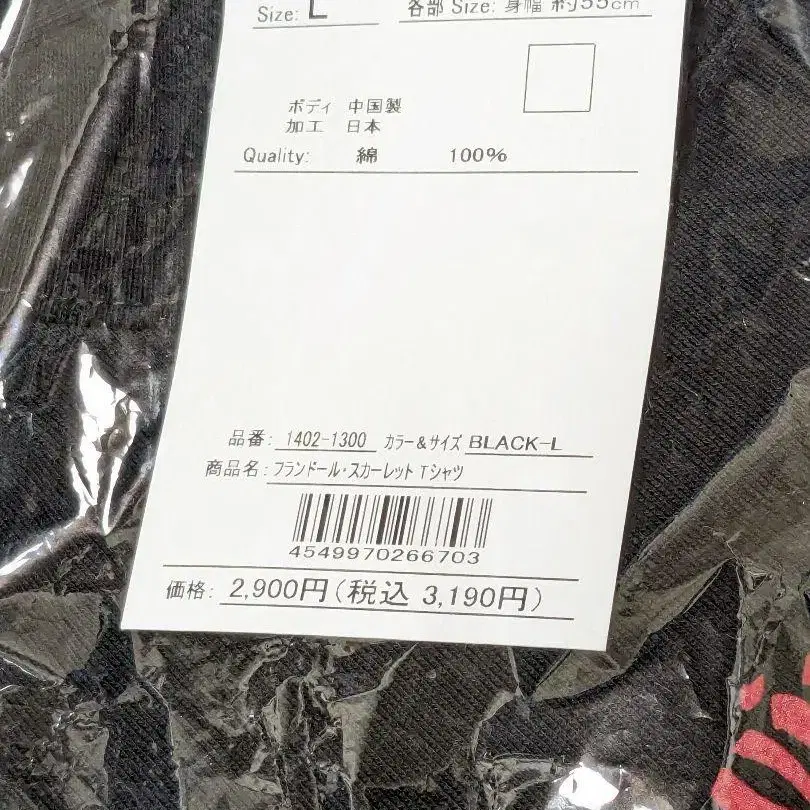 Size: L 各部 Size: 身幅 約55cm
ボディ 中国製
加工 日本
Quality: 綿 100%
品番: 1402-1300 カラー&サイズ BLACK-L
商品名: フランドール・スカーレット Tシャツ
4549970266703
価格: 2,900円(税込 3,190円)